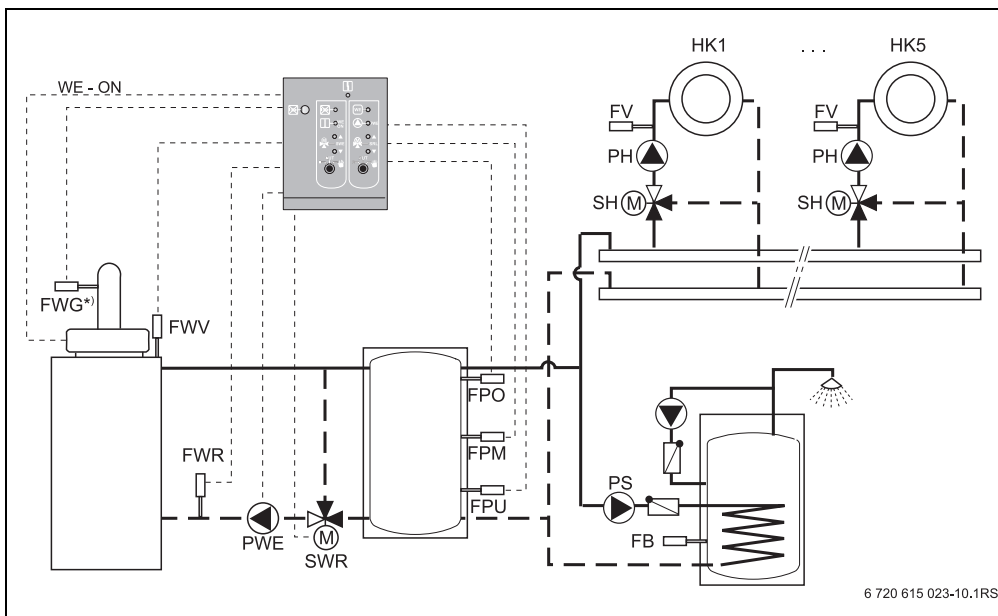 HK1 . . . HK5
WE - ON
FV FV
PH PH
SH M SH M
FWG*)
FWV
FPO
FWR
FPM
PS
FPU
PWE
M
SWR
FB
6 720 615 023-10.1RS